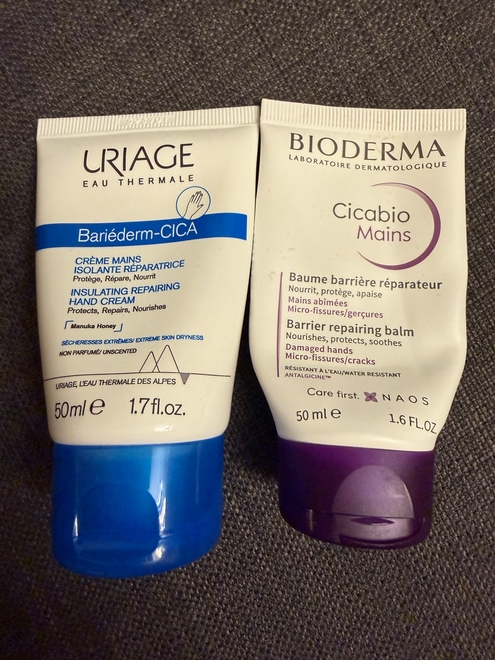 URIAGE
EAU THERMALE
Bariéderm-CICA
CRÈME MAINS
ISOLANTE RÉPARATRICE
Protège, Répare, Nourrit
INSULATING REPAIRING
HAND CREAM
Protects, Repairs, Nourishes
Manuka Honey
SÉCHERESSES EXTRÊMES/ EXTREME SKIN DRYNESS
NON PARFUMÉ/ UNSCENTED
URIAGE, L'EAU THERMALE DES ALPES
50ml e 1.7fl.oz.
BIODERMA
LABORATOIRE DERMATOLOGIQUE
Cicabio
Mains
Baume barrière réparateur
Nourrit, protège, apaise
Mains abîmées
Micro-fissures/gerçures
Barrier repairing balm
Nourishes, protects, soothes
Damaged hands
Micro-fissures/cracks
RÉSISTANT À L'EAU/WATER RESISTANT
ANTALGICINE™
Care first. NAOS
50 ml e 1.6 FL.OZ